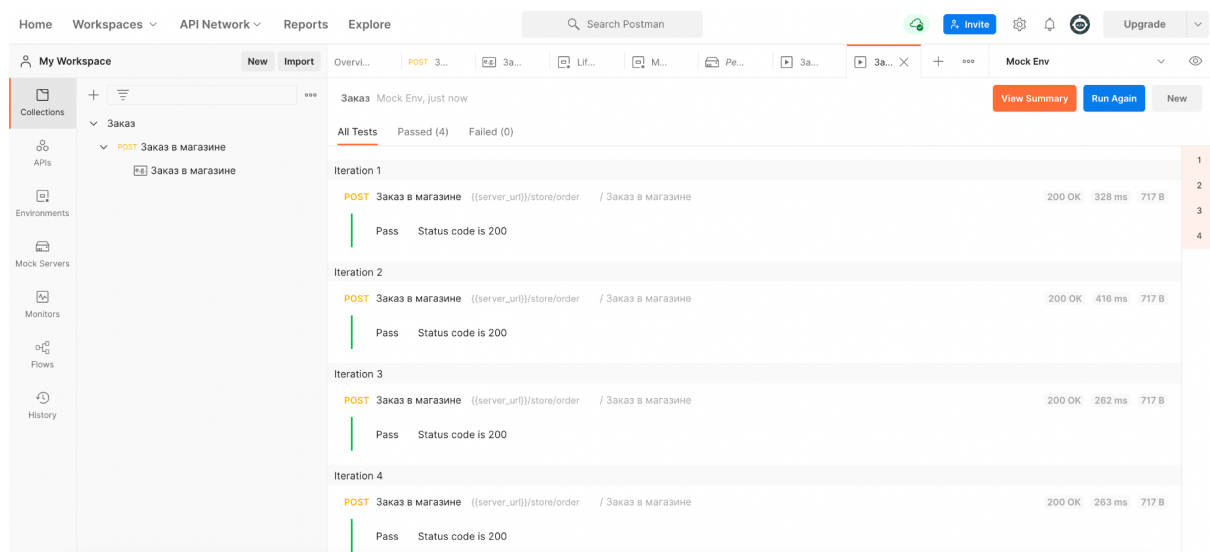 Home Workspaces API Network Reports Explore Search Postman Invite Upgrade
My Workspace New Import Overvi... POST З... e.g. За... Lif... М... Ре... За... За... Mock Env
Collections
APIs
Environments
Mock Servers
Monitors
Flows
History
Заказ
POST Заказ в магазине
e.g. Заказ в магазине
Заказ Mock Env, just now View Summary Run Again New
All Tests Passed (4) Failed (0)
Iteration 1
POST Заказ в магазине {{server_url}}/store/order / Заказ в магазине 200 OK 328 ms 717 B
Pass Status code is 200
Iteration 2
POST Заказ в магазине {{server_url}}/store/order / Заказ в магазине 200 OK 416 ms 717 B
Pass Status code is 200
Iteration 3
POST Заказ в магазине {{server_url}}/store/order / Заказ в магазине 200 OK 262 ms 717 B
Pass Status code is 200
Iteration 4
POST Заказ в магазине {{server_url}}/store/order / Заказ в магазине 200 OK 263 ms 717 B
Pass Status code is 200
1
2
3
4